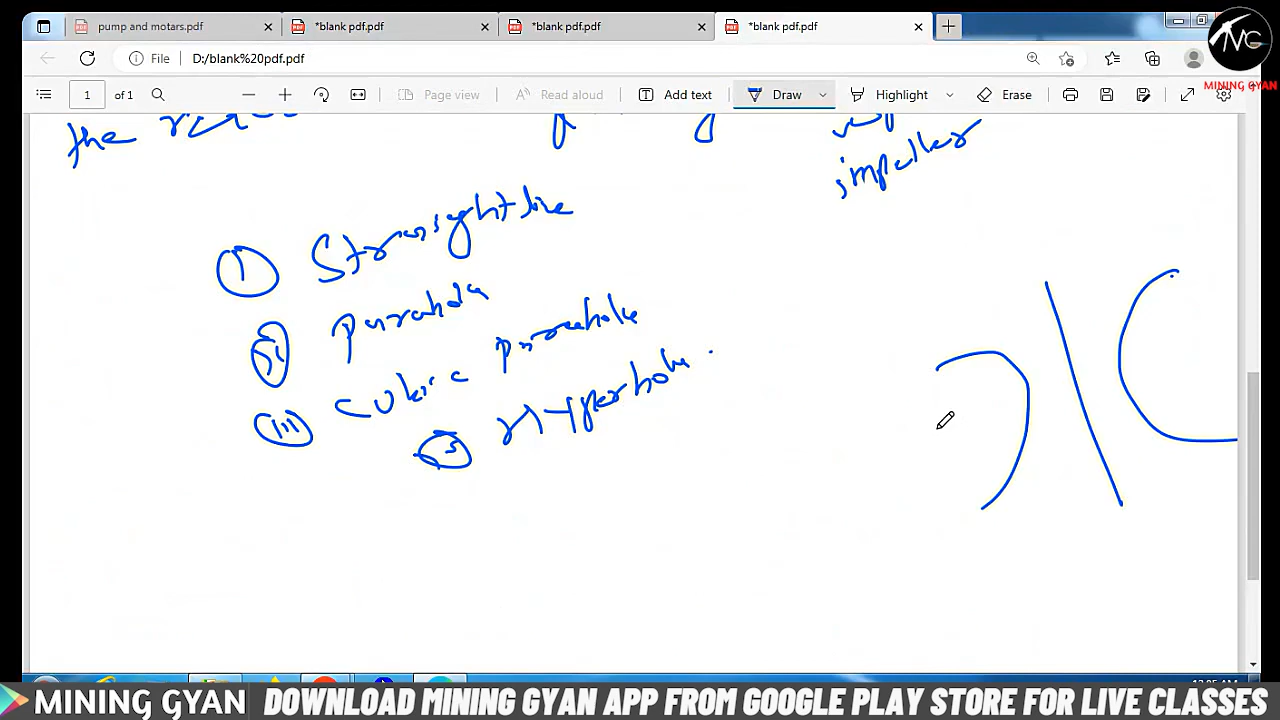 pump and motars.pdf
*blank pdf.pdf
*blank pdf.pdf
*blank pdf.pdf
File D:/blank%20pdf.pdf
1 of 1 Page view Read aloud Add text Draw Highlight Erase
MVG
MINING GYAN
the
impeller
① Straight line
ii parabola
iii cubic parabola
Hyperbola.
MINING GYAN DOWNLOAD MINING GYAN APP FROM GOOGLE PLAY STORE FOR LIVE CLASSES